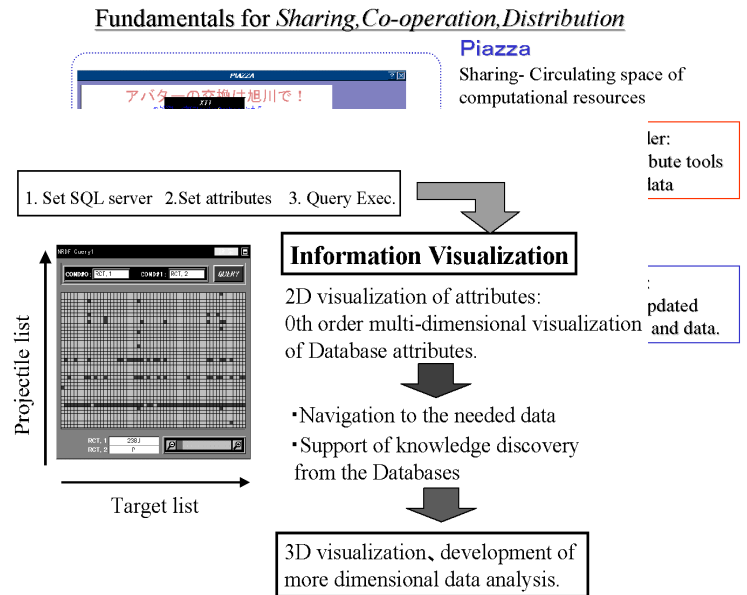 Fundamentals for Sharing,Co-operation,Distribution
Piazza
Sharing- Circulating space of
computational resources
PIAZZA
アバターの交換は旭川で！
XTI
ler:
bute tools
data
1. Set SQL server 2.Set attributes 3. Query Exec.
Information Visualization
NRDF Query1
COND#0: RCT,1 COND#1: RCT,2 QUERY
Projectile list
2D visualization of attributes:
0th order multi-dimensional visualization
of Database attributes.
:
pdated
and data.
・Navigation to the needed data
・Support of knowledge discovery
from the Databases
RCT,1
RCT,2 P
Target list
3D visualization、development of
more dimensional data analysis.